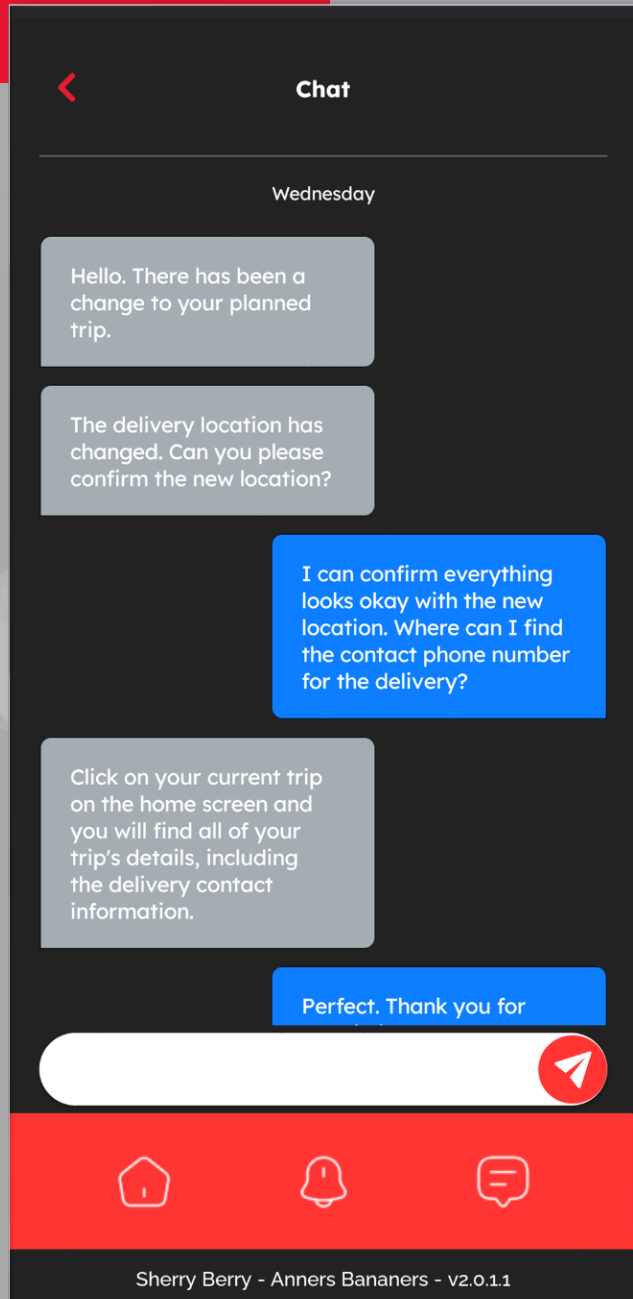 Chat
Wednesday
Hello. There has been a
change to your planned
trip.
The delivery location has
changed. Can you please
confirm the new location?
I can confirm everything
looks okay with the new
location. Where can I find
the contact phone number
for the delivery?
Click on your current trip
on the home screen and
you will find all of your
trip's details, including
the delivery contact
information.
Perfect. Thank you for
Sherry Berry - Anners Bananers - v2.0.1.1